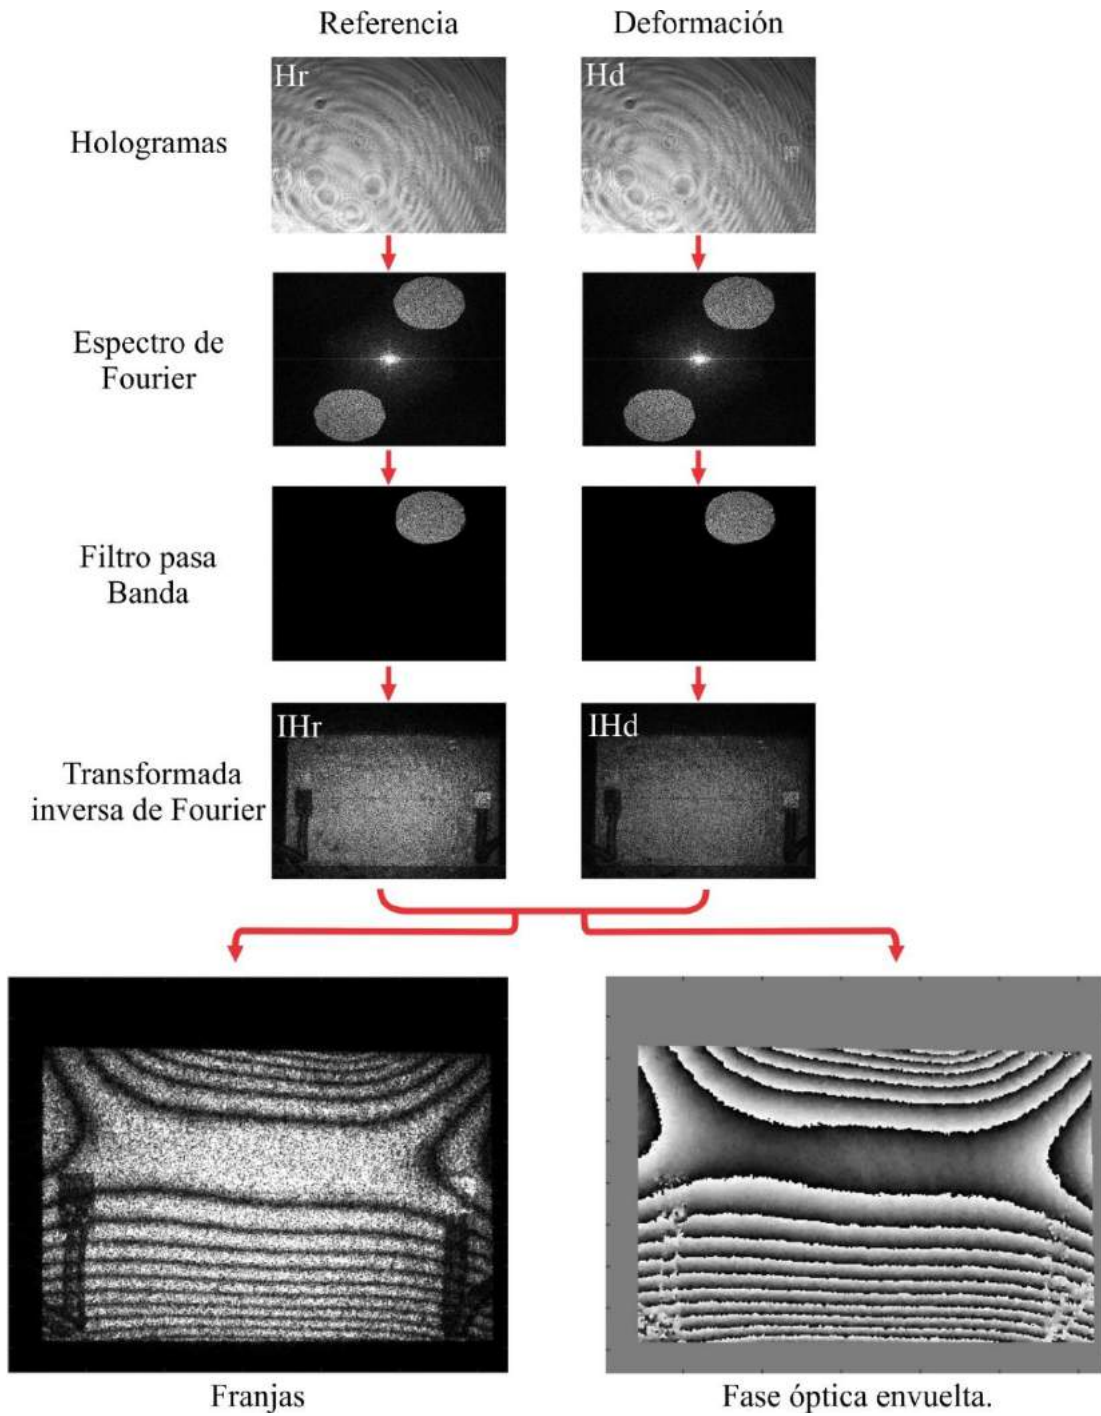 Referencia
Deformación
Hr
Hd
Hologramas
Espectro de
Fourier
Filtro pasa
Banda
IHr
IHd
Transformada
inversa de Fourier
Franjas
Fase óptica envuelta.